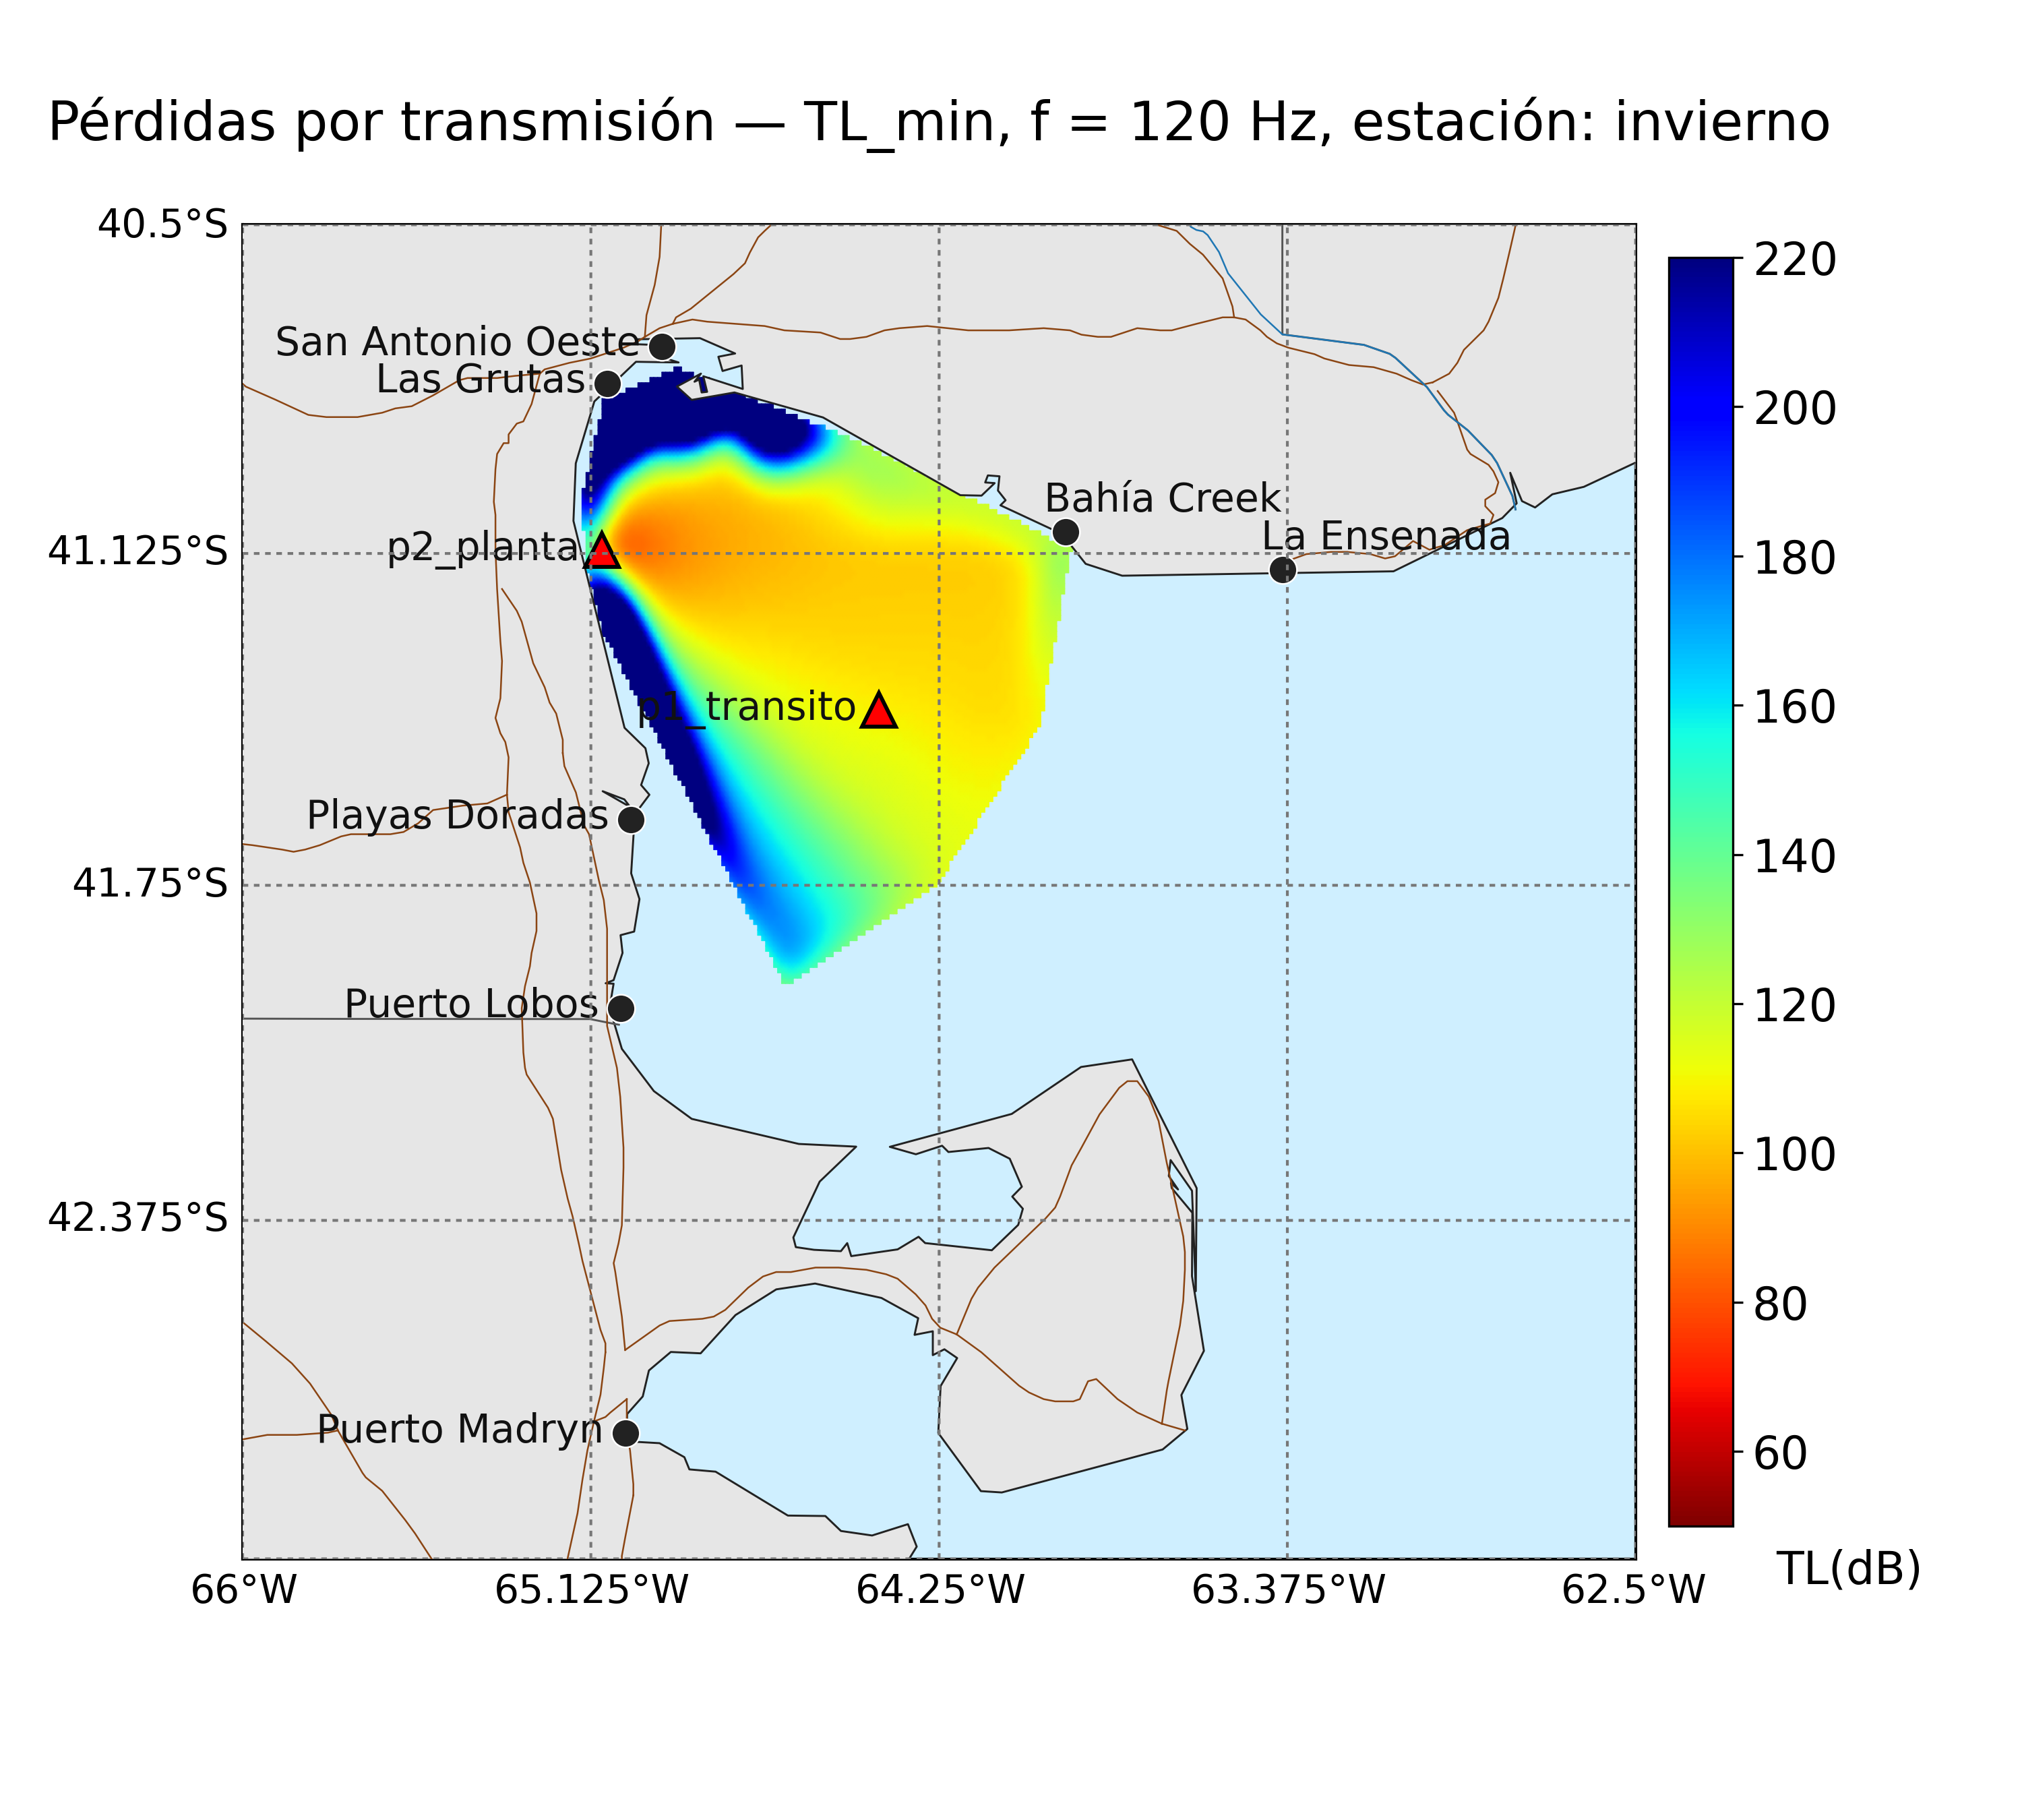 Pérdidas por transmisión — TL_min, f = 120 Hz, estación: invierno
40.5°S
220
San Antonio Oeste
Las Grutas
200
Bahía Creek
La Ensenada
41.125°S
p2_planta
180
p1_transito
160
Playas Doradas
140
41.75°S
Puerto Lobos
120
100
42.375°S
80
Puerto Madryn
60
TL(dB)
66°W
65.125°W
64.25°W
63.375°W
62.5°W